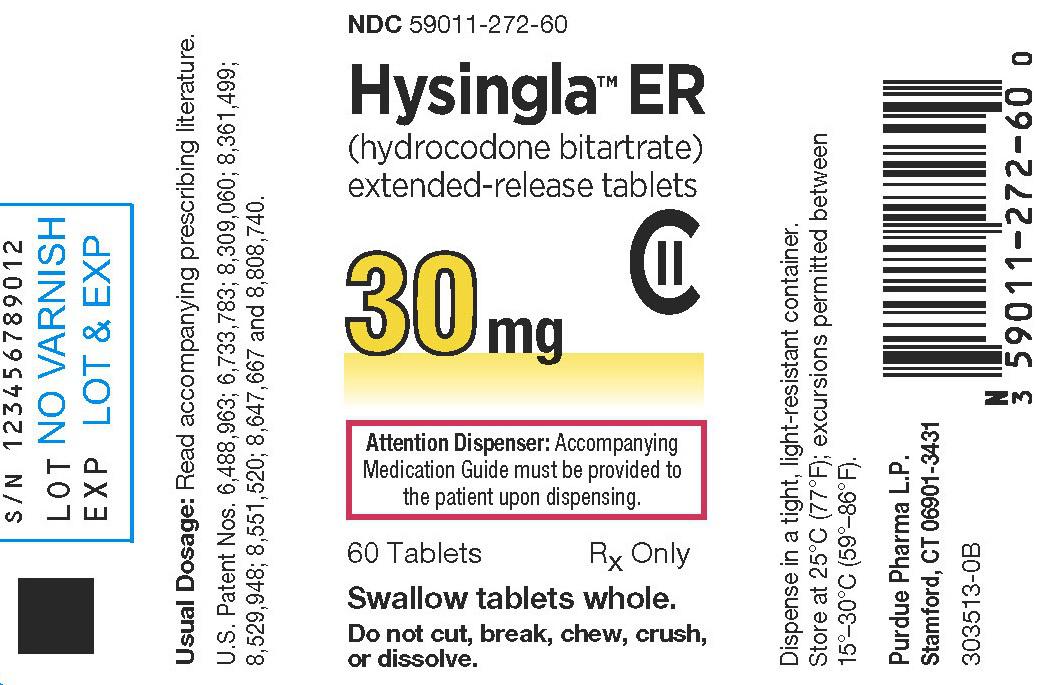 S/N 123456789012
LOT NO VARNISH
EXP LOT & EXP
Usual Dosage: Read accompanying prescribing literature.
U.S. Patent Nos. 6,488,963; 6,733,783; 8,309,060; 8,361,499;
8,529,948; 8,551,520; 8,647,667 and 8,808,740.
NDC 59011-272-60
Hysingla™ ER
(hydrocodone bitartrate)
extended-release tablets
CII
30 mg
Attention Dispenser: Accompanying
Medication Guide must be provided to
the patient upon dispensing.
60 Tablets Rx Only
Swallow tablets whole.
Do not cut, break, chew, crush,
or dissolve.
Dispense in a tight, light-resistant container.
Store at 25°C (77°F); excursions permitted between
15°–30°C (59°–86°F).
N
3 59011-272-60 0
Purdue Pharma L.P.
Stamford, CT 06901-3431
303513-0B